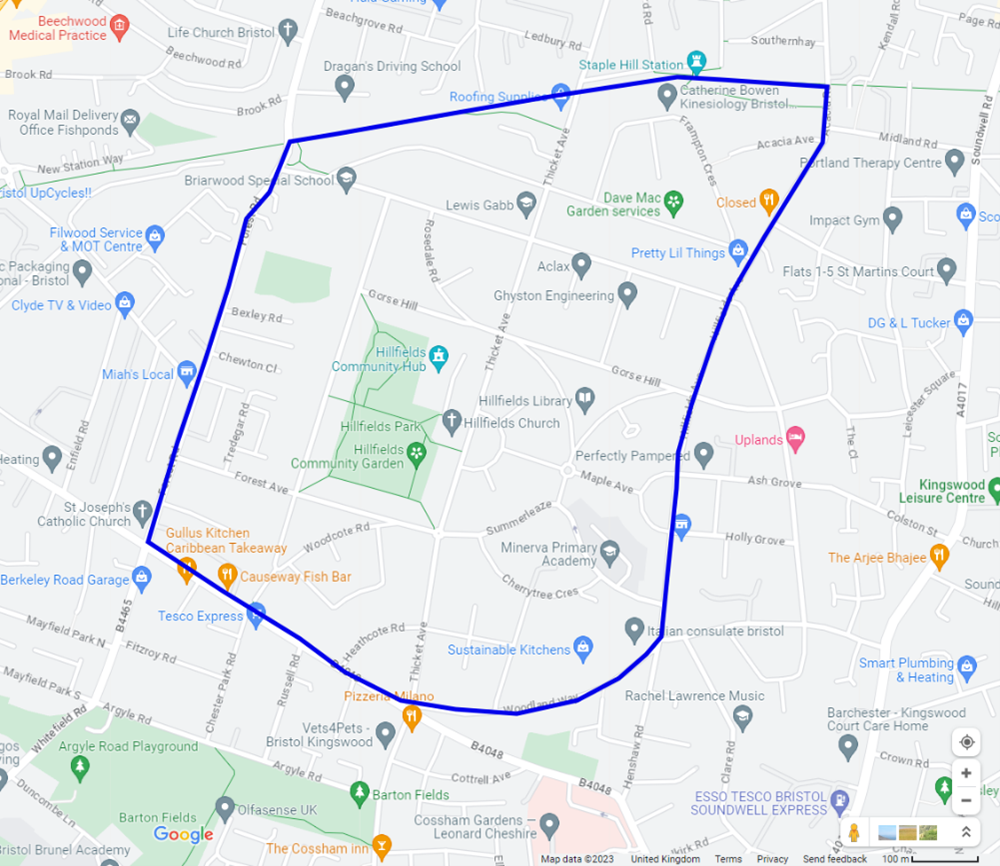 Beechwood
Medical Practice
Life Church Bristol
Beechwood Rd
Beachgrove Rd
Ledbury Rd
Kendall Rd
Page Rd
Southernhay
Staple Hill Station
Dragan's Driving School
Brook Rd
Brook Rd
Roofing Supplies
Catherine Bowen
Kinesiology Bristol...
Royal Mail Delivery
Office Fishponds
Frampton Cres
Acacia Ave
Midland Rd
Soundwell Rd
New Station Way
Thicket Ave
Portland Therapy Centre
Briarwood Special School
ristol UpCycles!!
Lewis Gabb
Dave Mac
Garden services
Closed
Impact Gym
Sco
Forest Rd
Filwood Service
& MOT Centre
Rosedale Rd
Pretty Lil Things
c Packaging
onal - Bristol
Aclax
Flats 1-5 St Martins Court
Ghyston Engineering
Clyde TV & Video
Gorse Hill
Bexley Rd
DG & L Tucker
Thicket Ave
Hillfields
Community Hub
Chewton Cl
Miah's Local
Gorse Hill
A4017
Leicester Square
Hillfields Library
Tredegar Rd
Hillfields Park
Hillfields Church
Enfield Rd
The Cl
Uplands
Hillfields
Community Garden
Heating
Perfectly Pampered
Forest Rd
Forest Ave
Maple Ave
Ash Grove
Kingswood
Leisure Centre
St Joseph's
Catholic Church
Summerleaze
Colston St
Church
Gullus Kitchen
Caribbean Takeaway
Woodcote Rd
Holly Grove
Minerva Primary
Academy
The Arjee Bhajee
Berkeley Road Garage
Causeway Fish Bar
Cherrytree Cres
Sound
B4465
Tesco Express
Mayfield Park N
Heathcote Rd
Thicket Ave
Italian consulate bristol
Fitzroy Rd
Sustainable Kitchens
Smart Plumbing
& Heating
Chester Park Rd
Russell Rd
Mayfield Park S
Pizzeria Milano
Woodland Way
Rachel Lawrence Music
Argyle Rd
Whitefield Rd
Vets4Pets -
Bristol Kingswood
Barchester - Kingswood
Court Care Home
Argyle Road Playground
B4048
Henshaw Rd
Clare Rd
Crown Rd
Argyle Rd
Cottrell Ave
B4048
Duncombe Ln
Barton Fields
Olfasense UK
ESSO TESCO BRISTOL
SOUNDWELL EXPRESS
Barton Fields
Cossham Gardens –
Leonard Cheshire
Google
Bristol Brunel Academy
The Cossham inn
Map data ©2023 United Kingdom Terms Privacy Send feedback 100 m